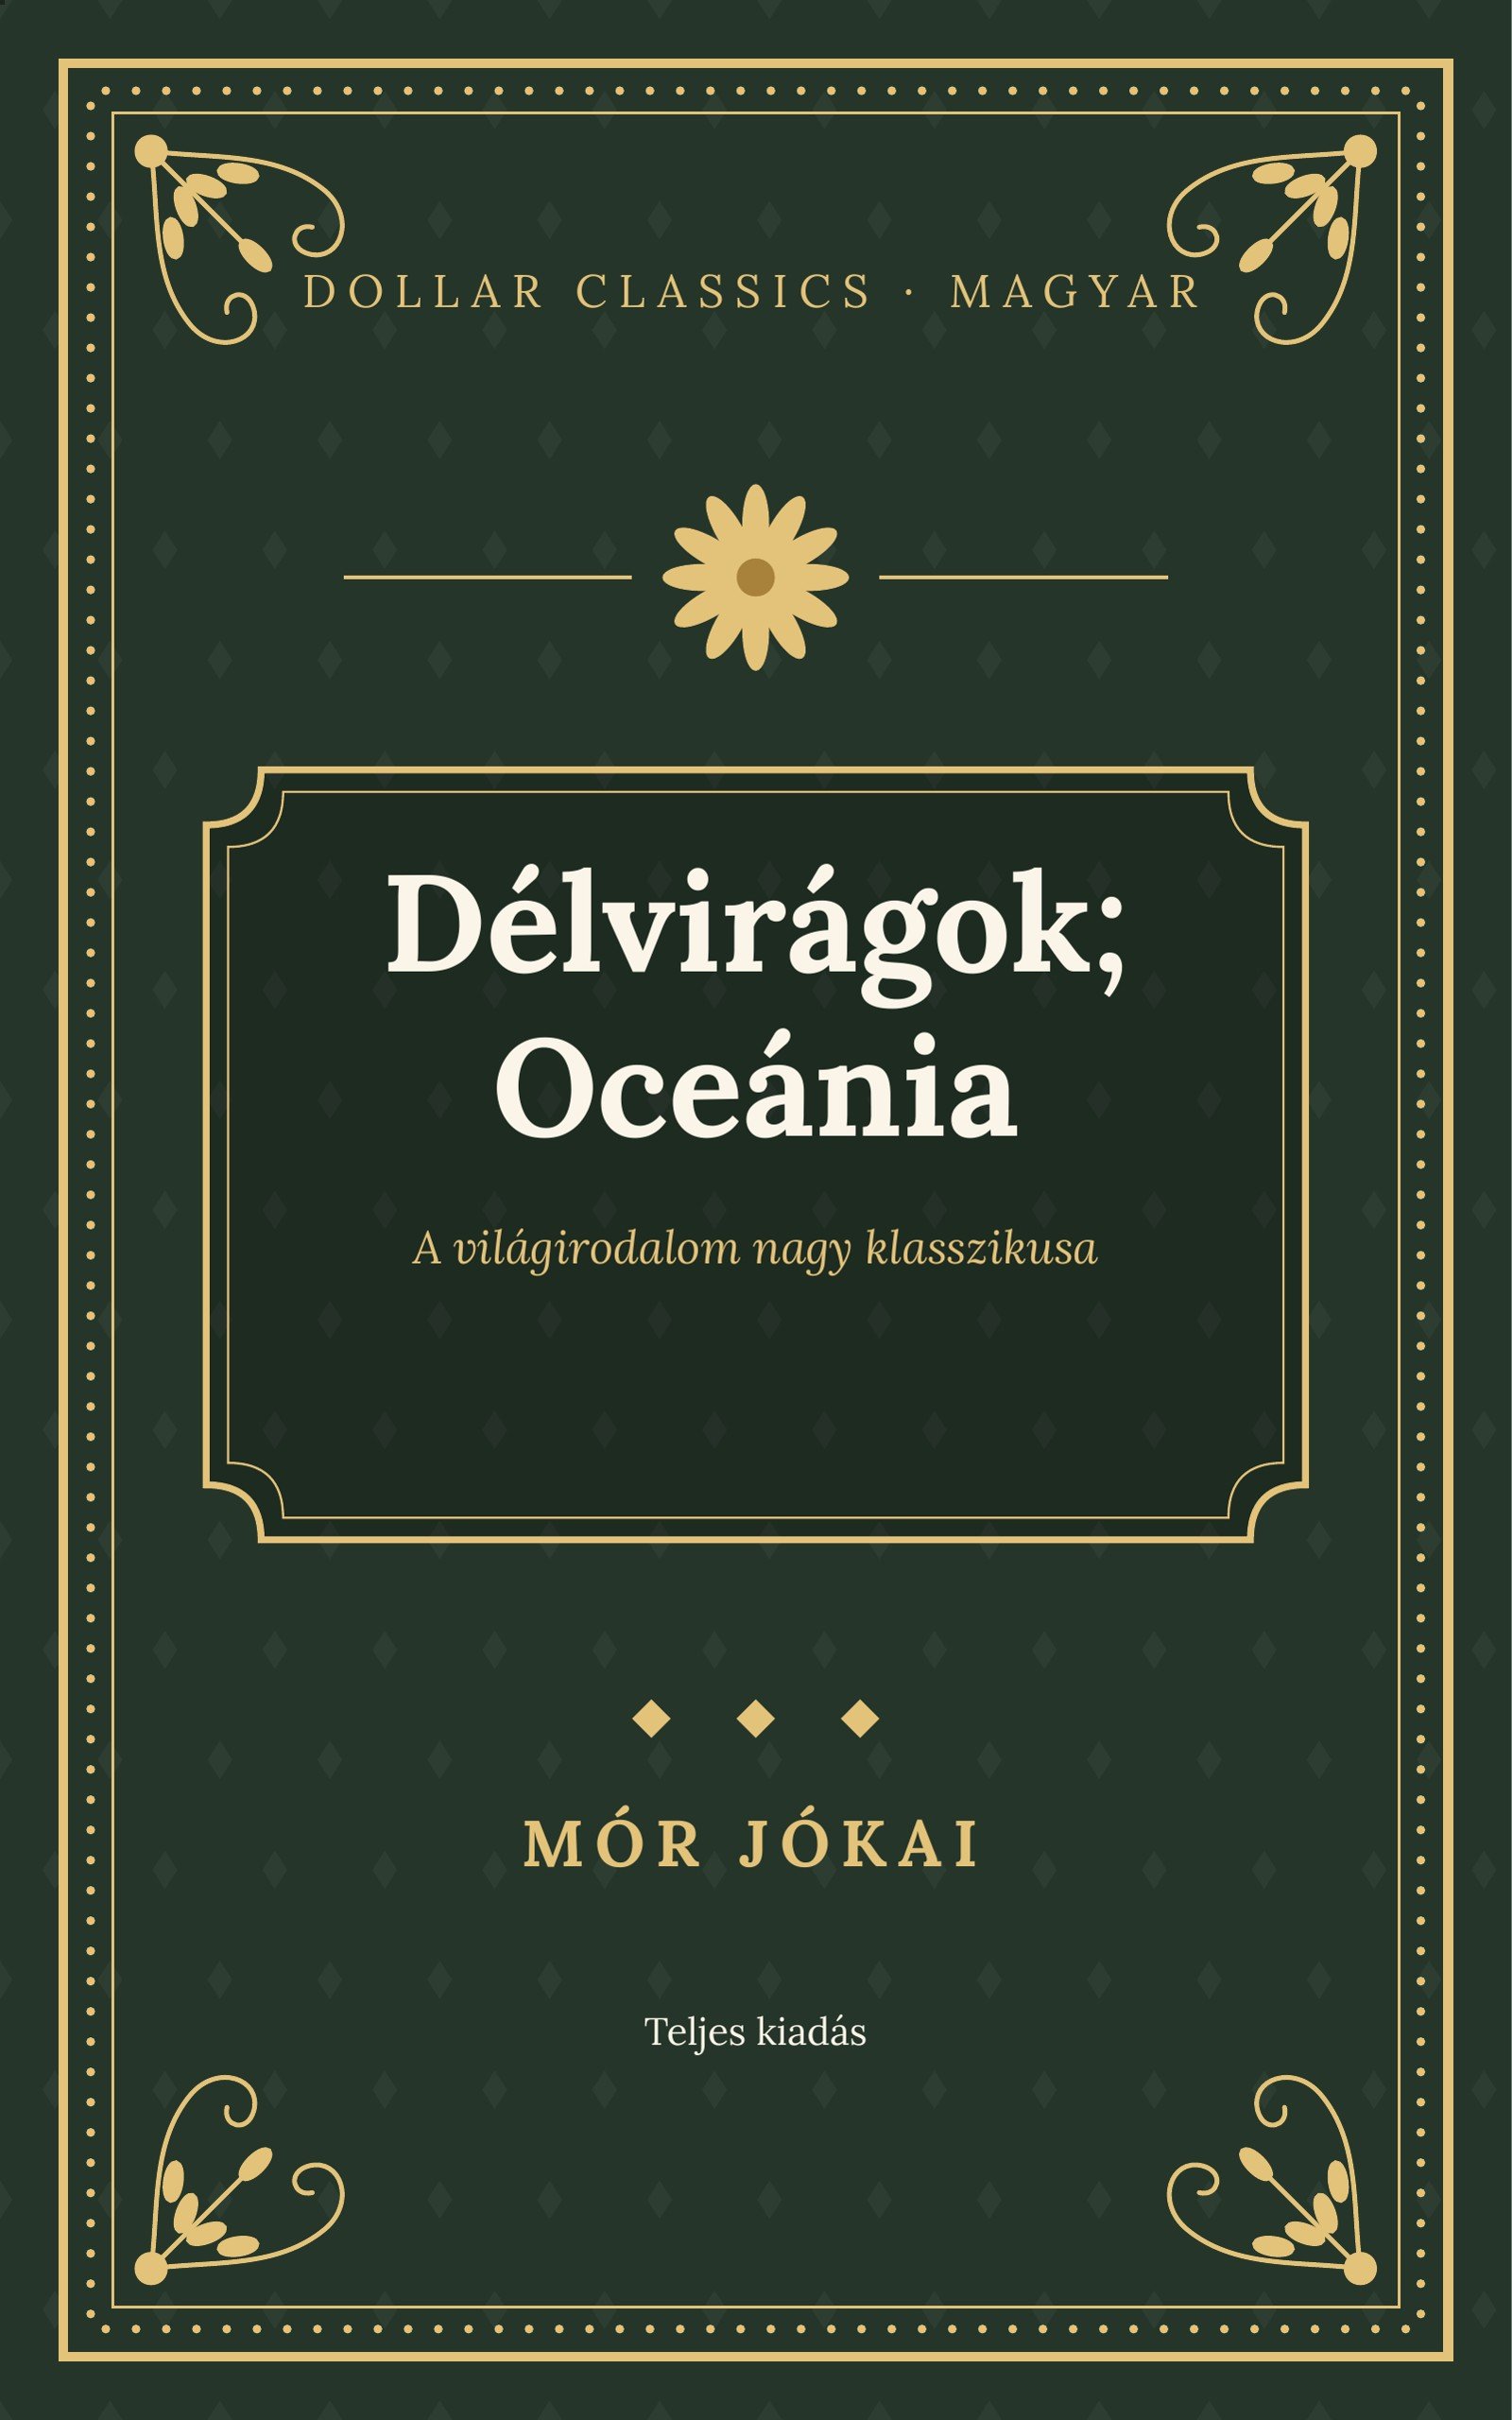 DOLLAR CLASSICS · MAGYAR
Délvirágok;
Oceánia
A világirodalom nagy klasszikusa
MÓR JÓKAI
Teljes kiadás